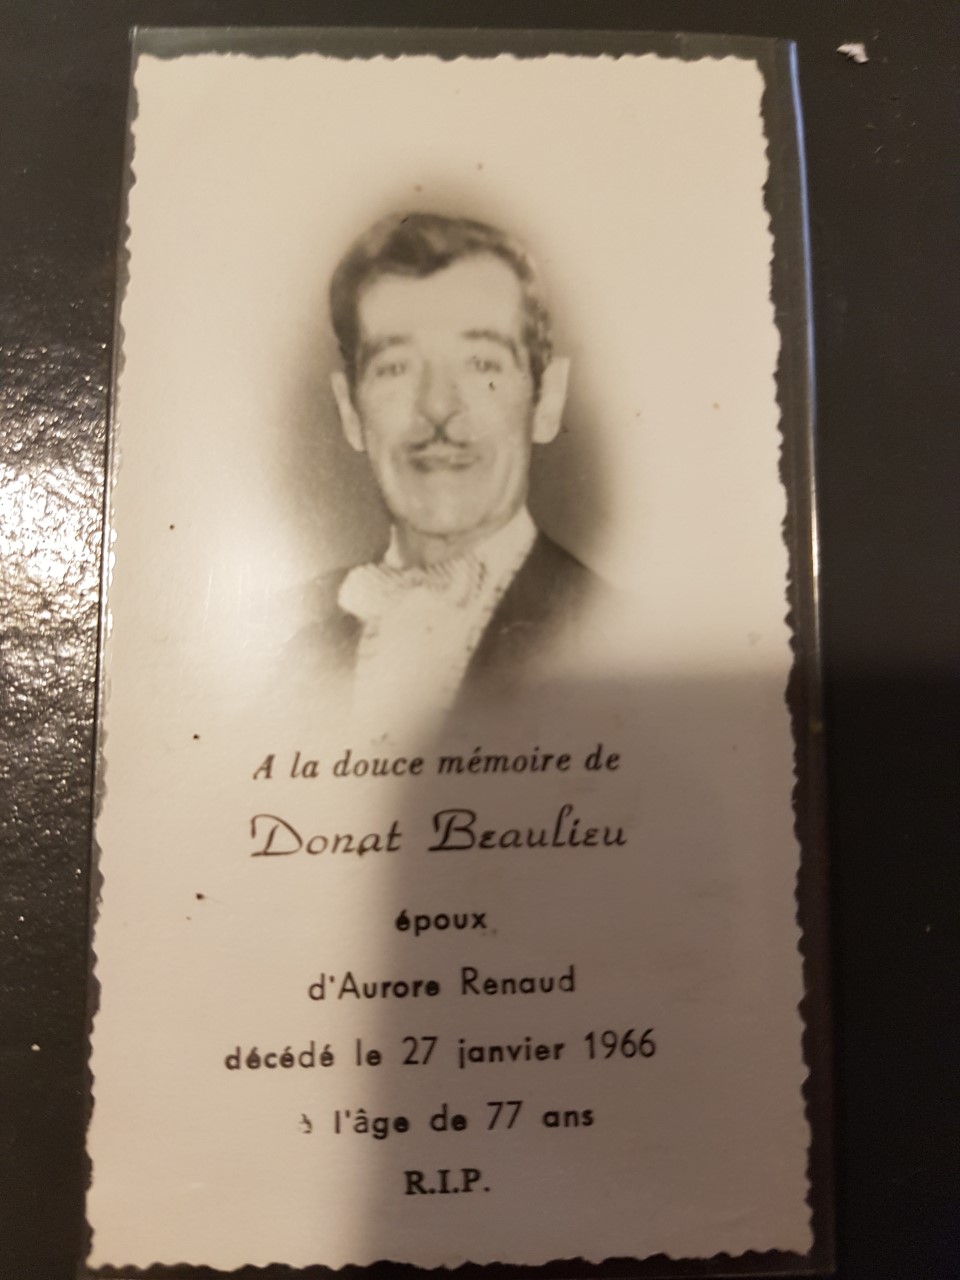 A la douce mémoire de
Donat Beaulieu
époux
d'Aurore Renaud
décédé le 27 janvier 1966
à l'âge de 77 ans
R.I.P.